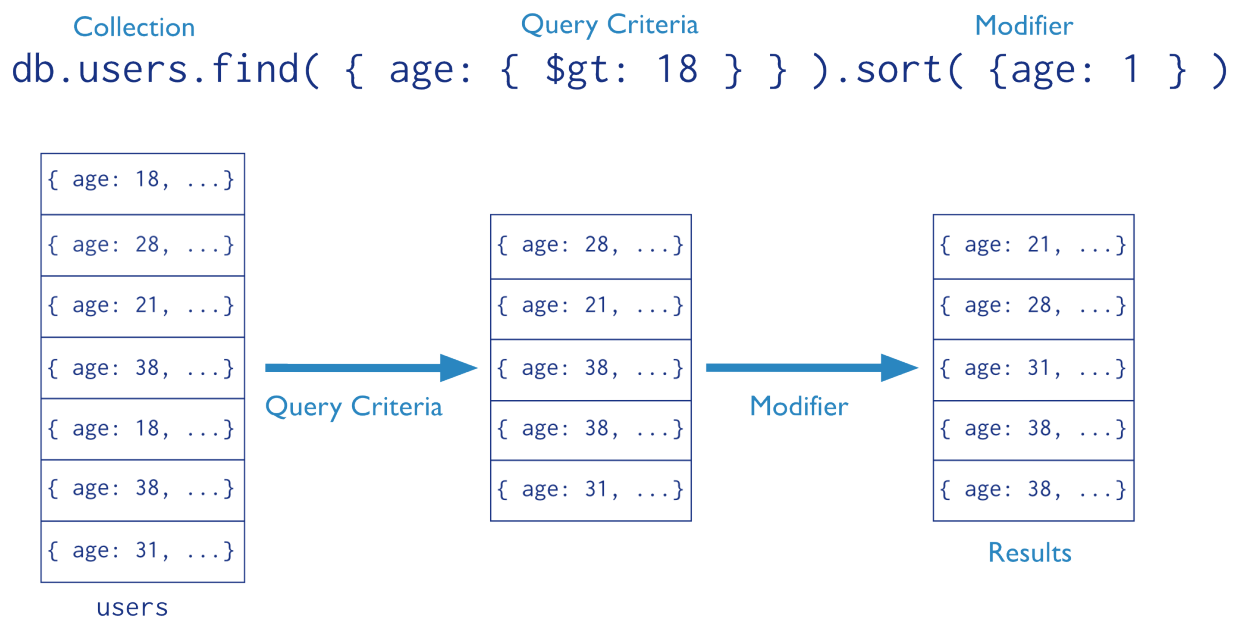 Collection Query Criteria Modifier
db.users.find( { age: { $gt: 18 } } ).sort( {age: 1 } )
{ age: 18, ...}
{ age: 28, ...}
{ age: 21, ...}
{ age: 38, ...}
{ age: 18, ...}
{ age: 38, ...}
{ age: 31, ...}
users
Query Criteria
{ age: 28, ...}
{ age: 21, ...}
{ age: 38, ...}
{ age: 38, ...}
{ age: 31, ...}
Modifier
{ age: 21, ...}
{ age: 28, ...}
{ age: 31, ...}
{ age: 38, ...}
{ age: 38, ...}
Results